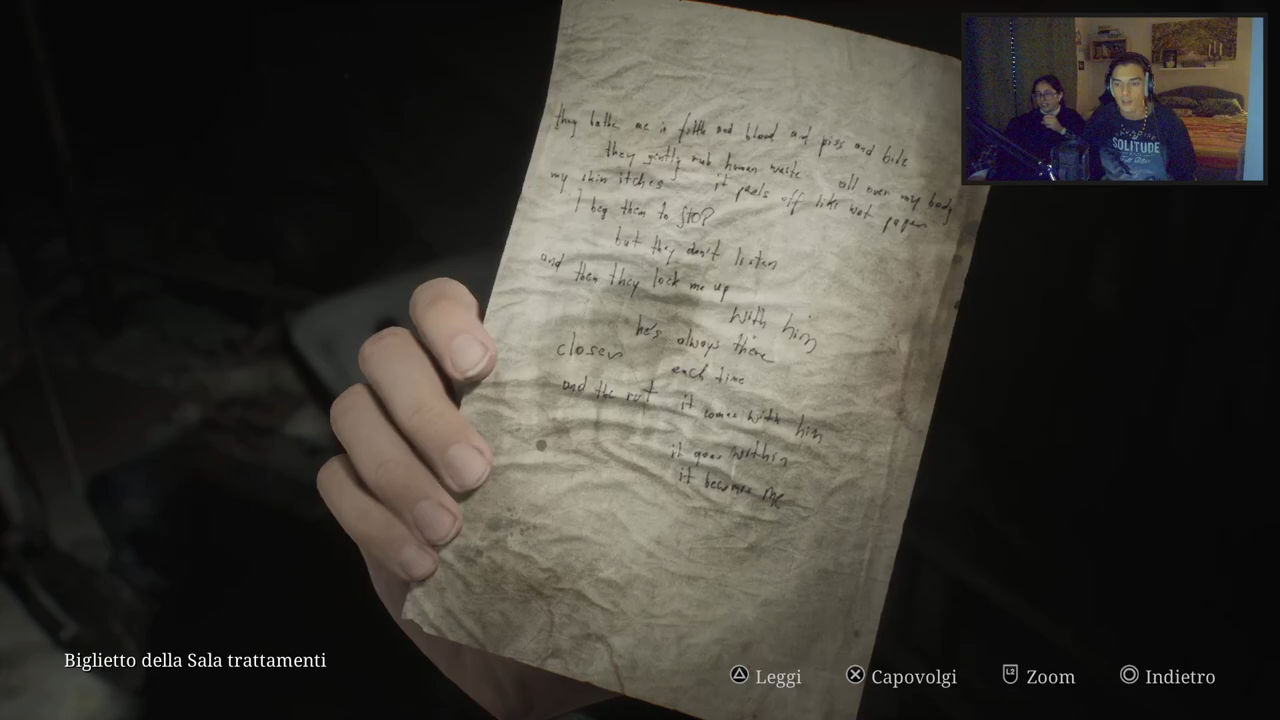 they bathe me in filth and blood and piss and bile
they gently rub human waste all over my body
my skin itches it peels off like wet paper
I beg them to STOP
but they don't listen
and then they lock me up
with him
he's always there
closer each time
and the rot it comes with him
it goes within
it becomes ME
SOLITUDE
Biglietto della Sala trattamenti
Leggi
Capovolgi
L2 Zoom
Indietro